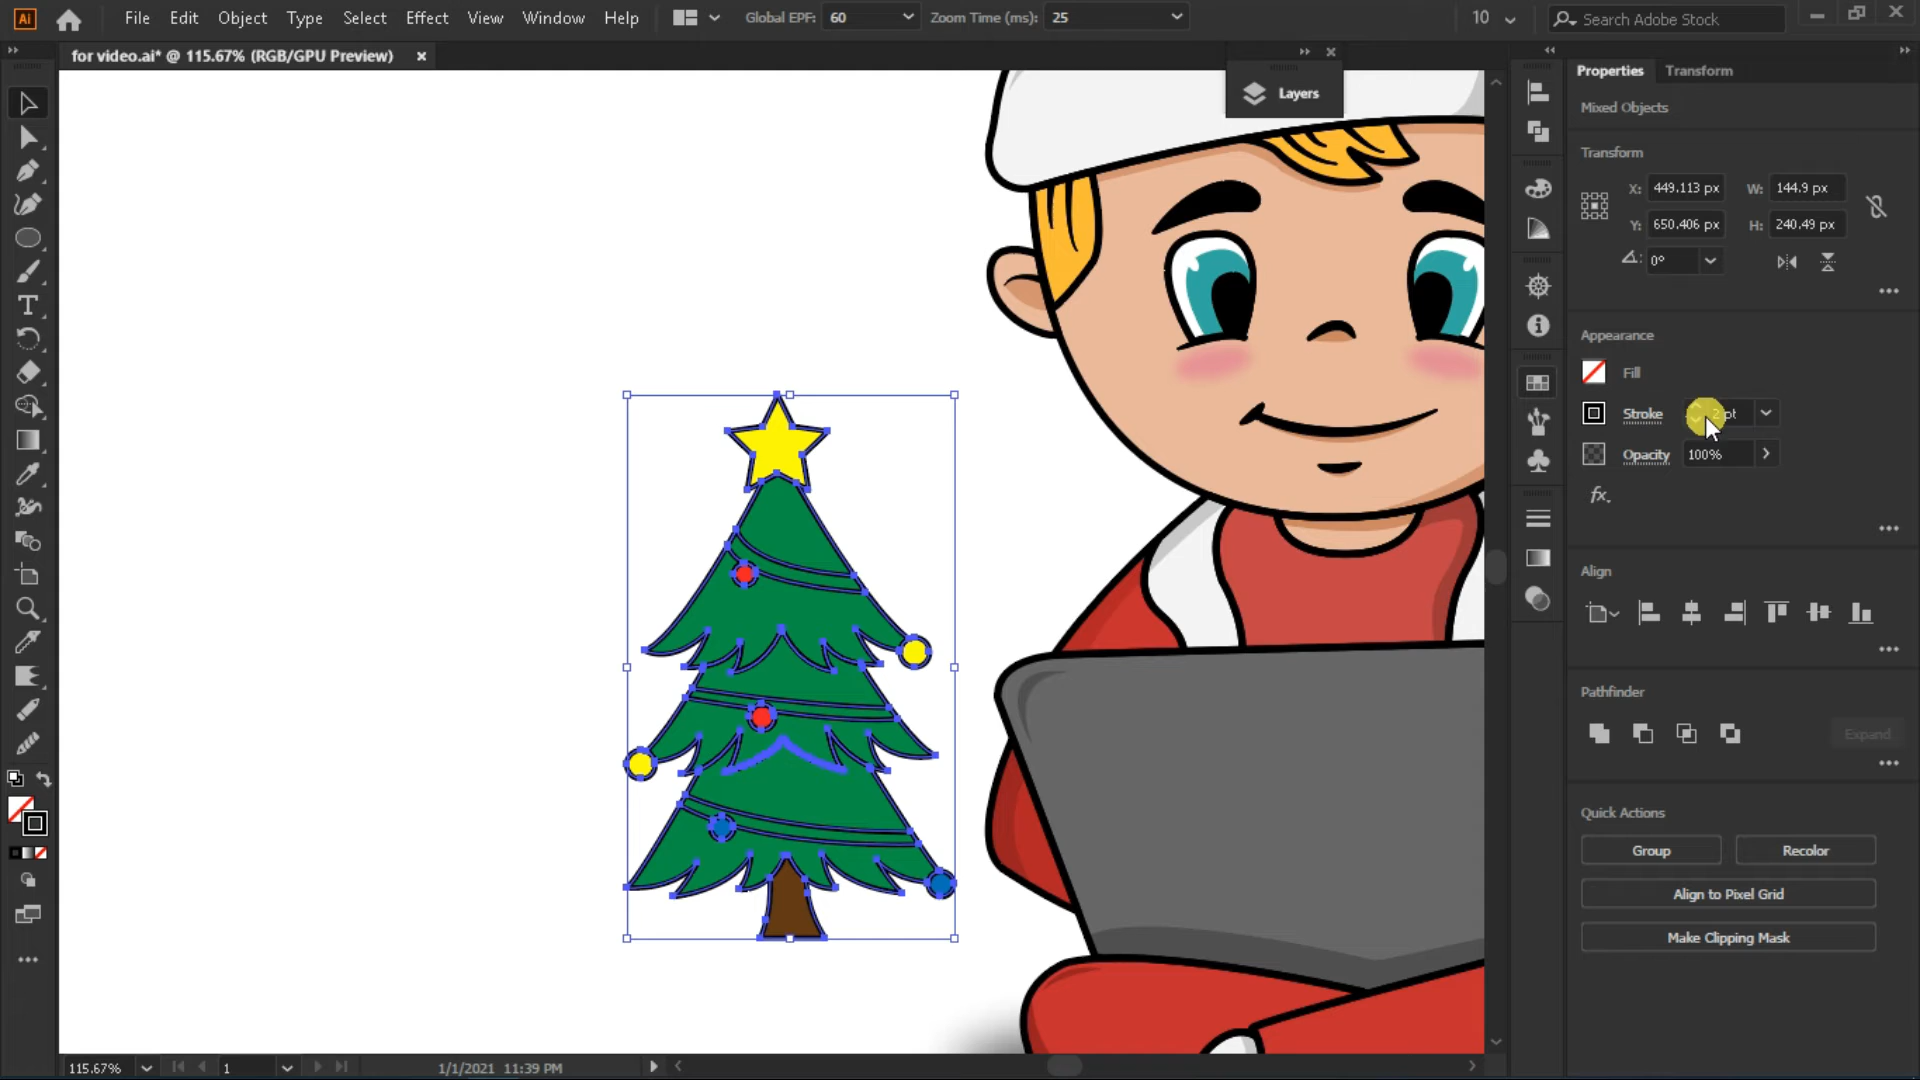 Ai File Edit Object Type Select Effect View Window Help Global EPF: 60 Zoom Time (ms): 25 10 Search Adobe Stock
for video.ai* @ 115.67% (RGB/GPU Preview)
Layers
Properties Transform
Mixed Objects
Transform
X: 449.113 px W: 144.9 px
Y: 650.406 px H: 240.49 px
0°
Appearance
Fill
Stroke 2 pt
Opacity 100%
fx.
Align
Pathfinder
Expand
Quick Actions
Group Recolor
Align to Pixel Grid
Make Clipping Mask
115.67% 1 1/1/2021 11:39 PM